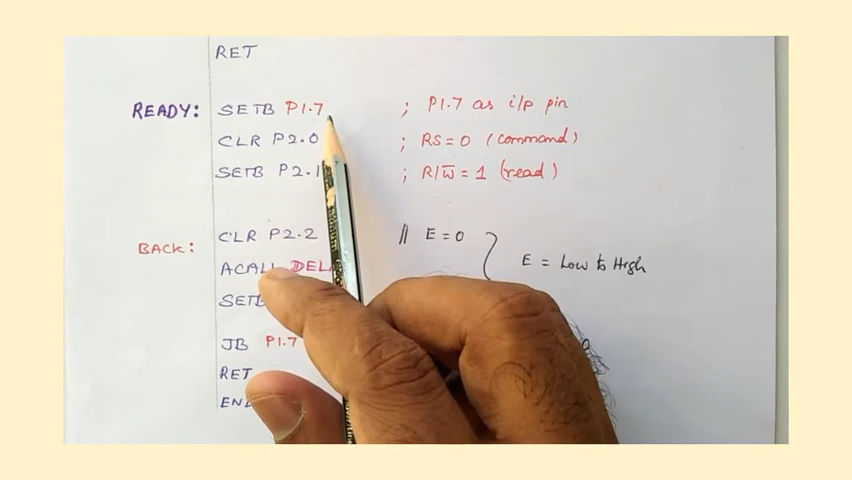 RET
READY: SETB P1.7 ; P1.7 as i/p pin
CLR P2.0 ; RS = 0 (command)
SETB P2.1 ; R/W̅ = 1 (read)
BACK: CLR P2.2 || E = 0
E = Low to High
ACALL
SETB
JB P1.7
RET